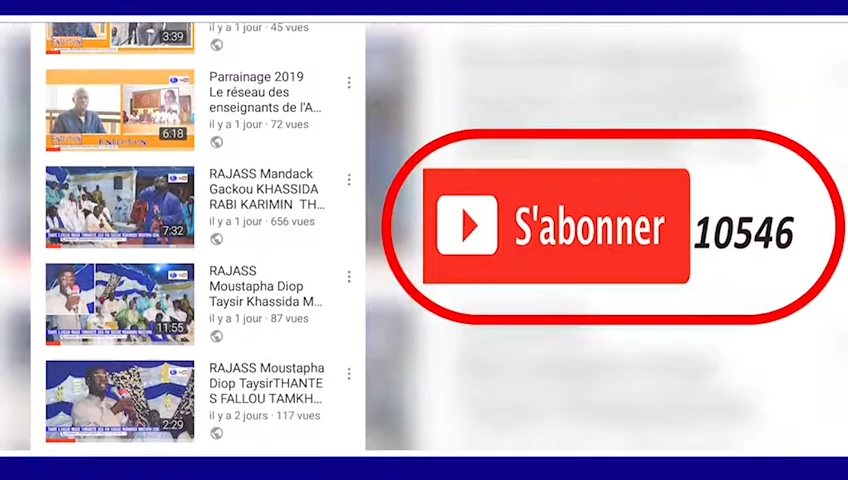 il y a 1 jour · 45 vues
3:39
ENTRETIEN
Parrainage 2019
Le réseau des
enseignants de l'A...
il y a 1 jour · 72 vues
6:18
ENTRETIEN
RAJASS Mandack
Gackou KHASSIDA
RABI KARIMIN TH...
il y a 1 jour · 656 vues
7:32
RAJASS
Moustapha Diop
Taysir Khassida M...
il y a 1 jour · 87 vues
11:55
RAJASS Moustapha
Diop TaysirTHANTE
S FALLOU TAMKH...
il y a 2 jours · 117 vues
2:29
S'abonner
10546